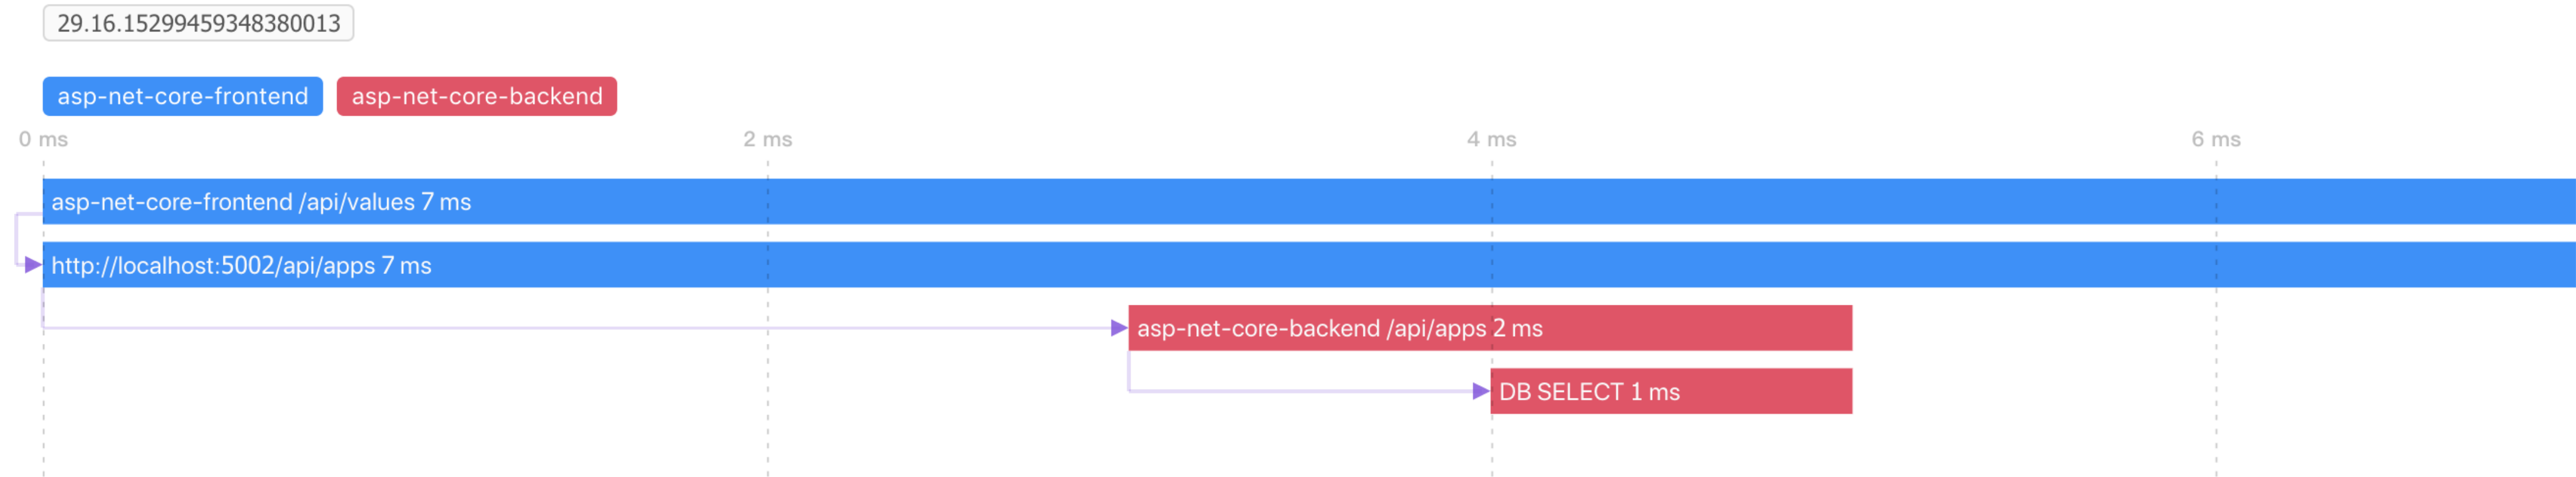 29.16.15299459348380013
asp-net-core-frontend asp-net-core-backend
0 ms 2 ms 4 ms 6 ms
asp-net-core-frontend /api/values 7 ms
http://localhost:5002/api/apps 7 ms
asp-net-core-backend /api/apps 2 ms
DB SELECT 1 ms